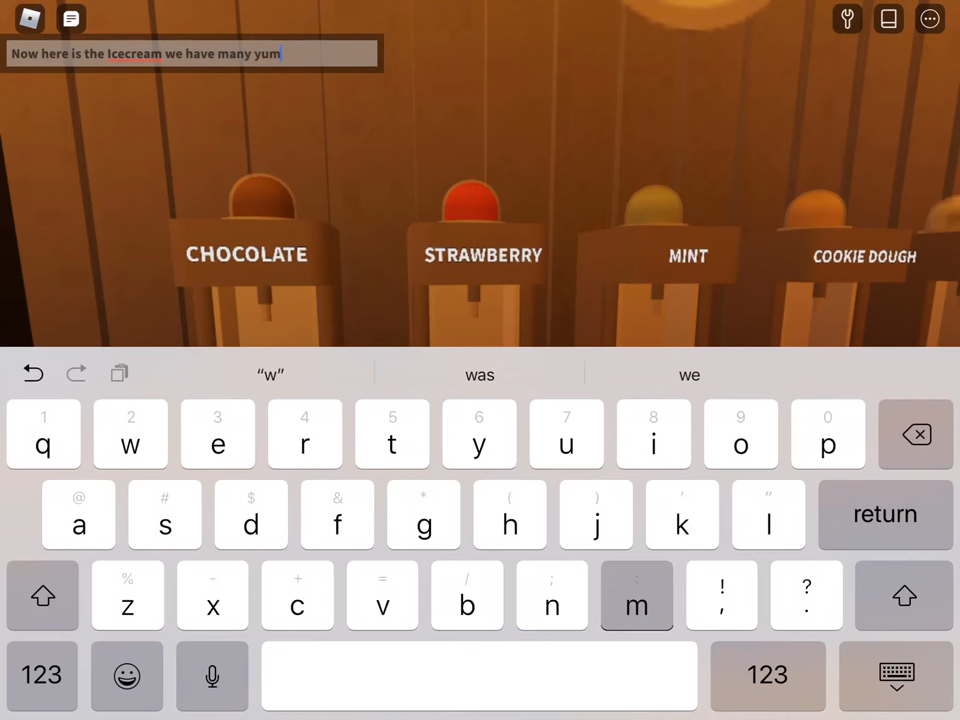 Now here is the Icecream we have many yum
CHOCOLATE STRAWBERRY MINT COOKIE DOUGH
“w” was we
1 2 3 4 5 6 7 8 9 0
q w e r t y u i o p
@ # $ & * ( ) ' "
a s d f g h j k l return
% - + = / ; : ! ?
z x c v b n m , .
123 123